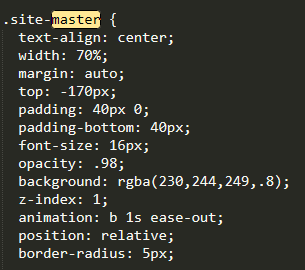 .site-master {
text-align: center;
width: 70%;
margin: auto;
top: -170px;
padding: 40px 0;
padding-bottom: 40px;
font-size: 16px;
opacity: .98;
background: rgba(230,244,249,.8);
z-index: 1;
animation: b 1s ease-out;
position: relative;
border-radius: 5px;